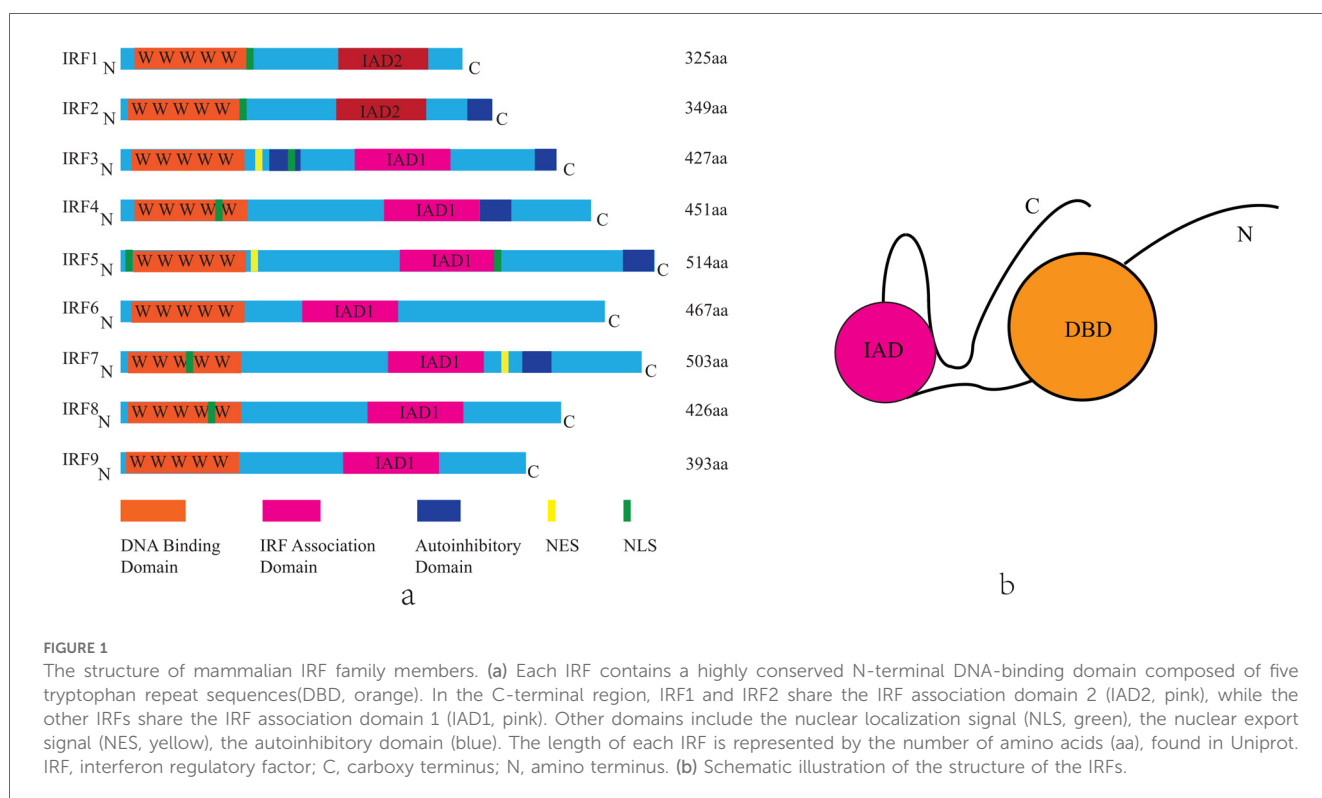 IRF1 N W W W W W IAD2 C 325aa
IRF2 N W W W W W IAD2 C 349aa
IRF3 N W W W W W IAD1 C 427aa
IRF4 N W W W W W IAD1 C 451aa
IRF5 N W W W W W IAD1 C 514aa
IRF6 N W W W W W IAD1 C 467aa
IRF7 N W W W W W IAD1 C 503aa
IRF8 N W W W W W IAD1 C 426aa
IRF9 N W W W W W IAD1 C 393aa
DNA Binding
Domain
IRF Association
Domain
Autoinhibitory
Domain
NES
NLS
a
C
N
IAD
DBD
b
FIGURE 1
The structure of mammalian IRF family members. (a) Each IRF contains a highly conserved N-terminal DNA-binding domain composed of five
tryptophan repeat sequences(DBD, orange). In the C-terminal region, IRF1 and IRF2 share the IRF association domain 2 (IAD2, pink), while the
other IRFs share the IRF association domain 1 (IAD1, pink). Other domains include the nuclear localization signal (NLS, green), the nuclear export
signal (NES, yellow), the autoinhibitory domain (blue). The length of each IRF is represented by the number of amino acids (aa), found in Uniprot.
IRF, interferon regulatory factor; C, carboxy terminus; N, amino terminus. (b) Schematic illustration of the structure of the IRFs.